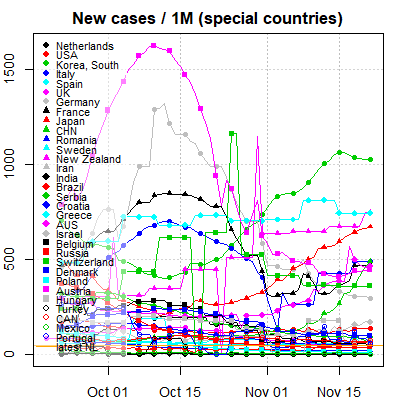 New cases / 1M (special countries)
1500
1000
500
0
Netherlands
USA
Korea, South
Italy
Spain
UK
Germany
France
Japan
CHN
Romania
Sweden
New Zealand
Iran
India
Brazil
Serbia
Croatia
Greece
AUS
Israel
Belgium
Russia
Switzerland
Denmark
Poland
Austria
Hungary
Turkey
CAN
Mexico
Portugal
latest NL
Oct 01
Oct 15
Nov 01
Nov 15